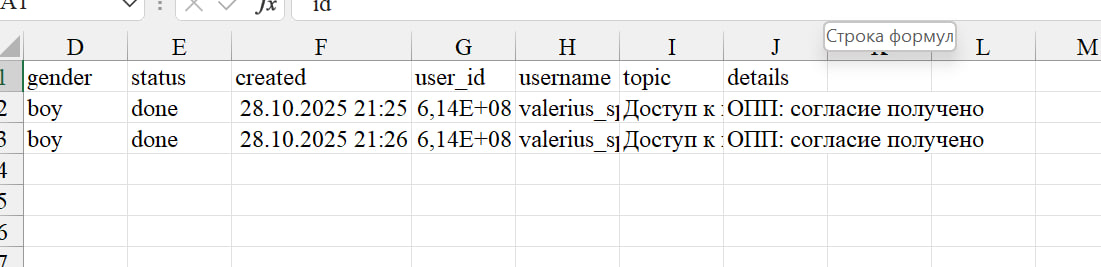 A1 fx id
Строка формул
D E F G H I J L M
1 gender status created user_id username topic details
2 boy done 28.10.2025 21:25 6,14E+08 valerius_sp Доступ к ОПП: согласие получено
3 boy done 28.10.2025 21:26 6,14E+08 valerius_sp Доступ к ОПП: согласие получено
4
5
6
7